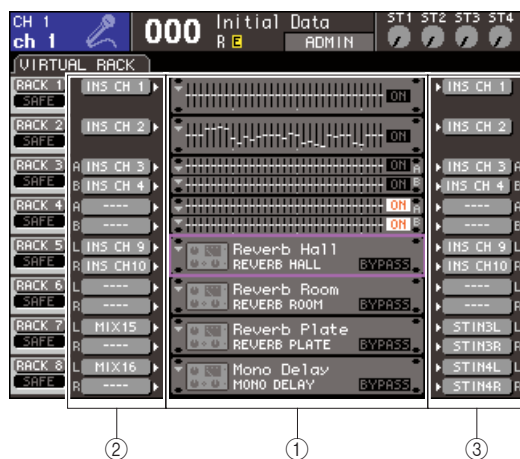 CH 1
ch 1
000
Initial Data
R E
ADMIN
ST1 ST2 ST3 ST4
VIRTUAL RACK
RACK 1
SAFE
INS CH 1
ON
INS CH 1
RACK 2
SAFE
INS CH 2
ON
INS CH 2
RACK 3
SAFE
A INS CH 3
ON A
INS CH 3 A
B INS CH 4
ON B
INS CH 4 B
RACK 4
SAFE
A ----
ON A
---- A
B ----
ON B
---- B
RACK 5
SAFE
L INS CH 9
Reverb Hall
INS CH 9 L
R INS CH10
REVERB HALL
BYPASS
INS CH10 R
RACK 6
SAFE
L ----
Reverb Room
---- L
R ----
REVERB ROOM
BYPASS
---- R
RACK 7
SAFE
L MIX15
Reverb Plate
STIN3L L
R ----
REVERB PLATE
BYPASS
STIN3R R
RACK 8
SAFE
L MIX16
Mono Delay
STIN4L L
R ----
MONO DELAY
BYPASS
STIN4R R
② ① ③